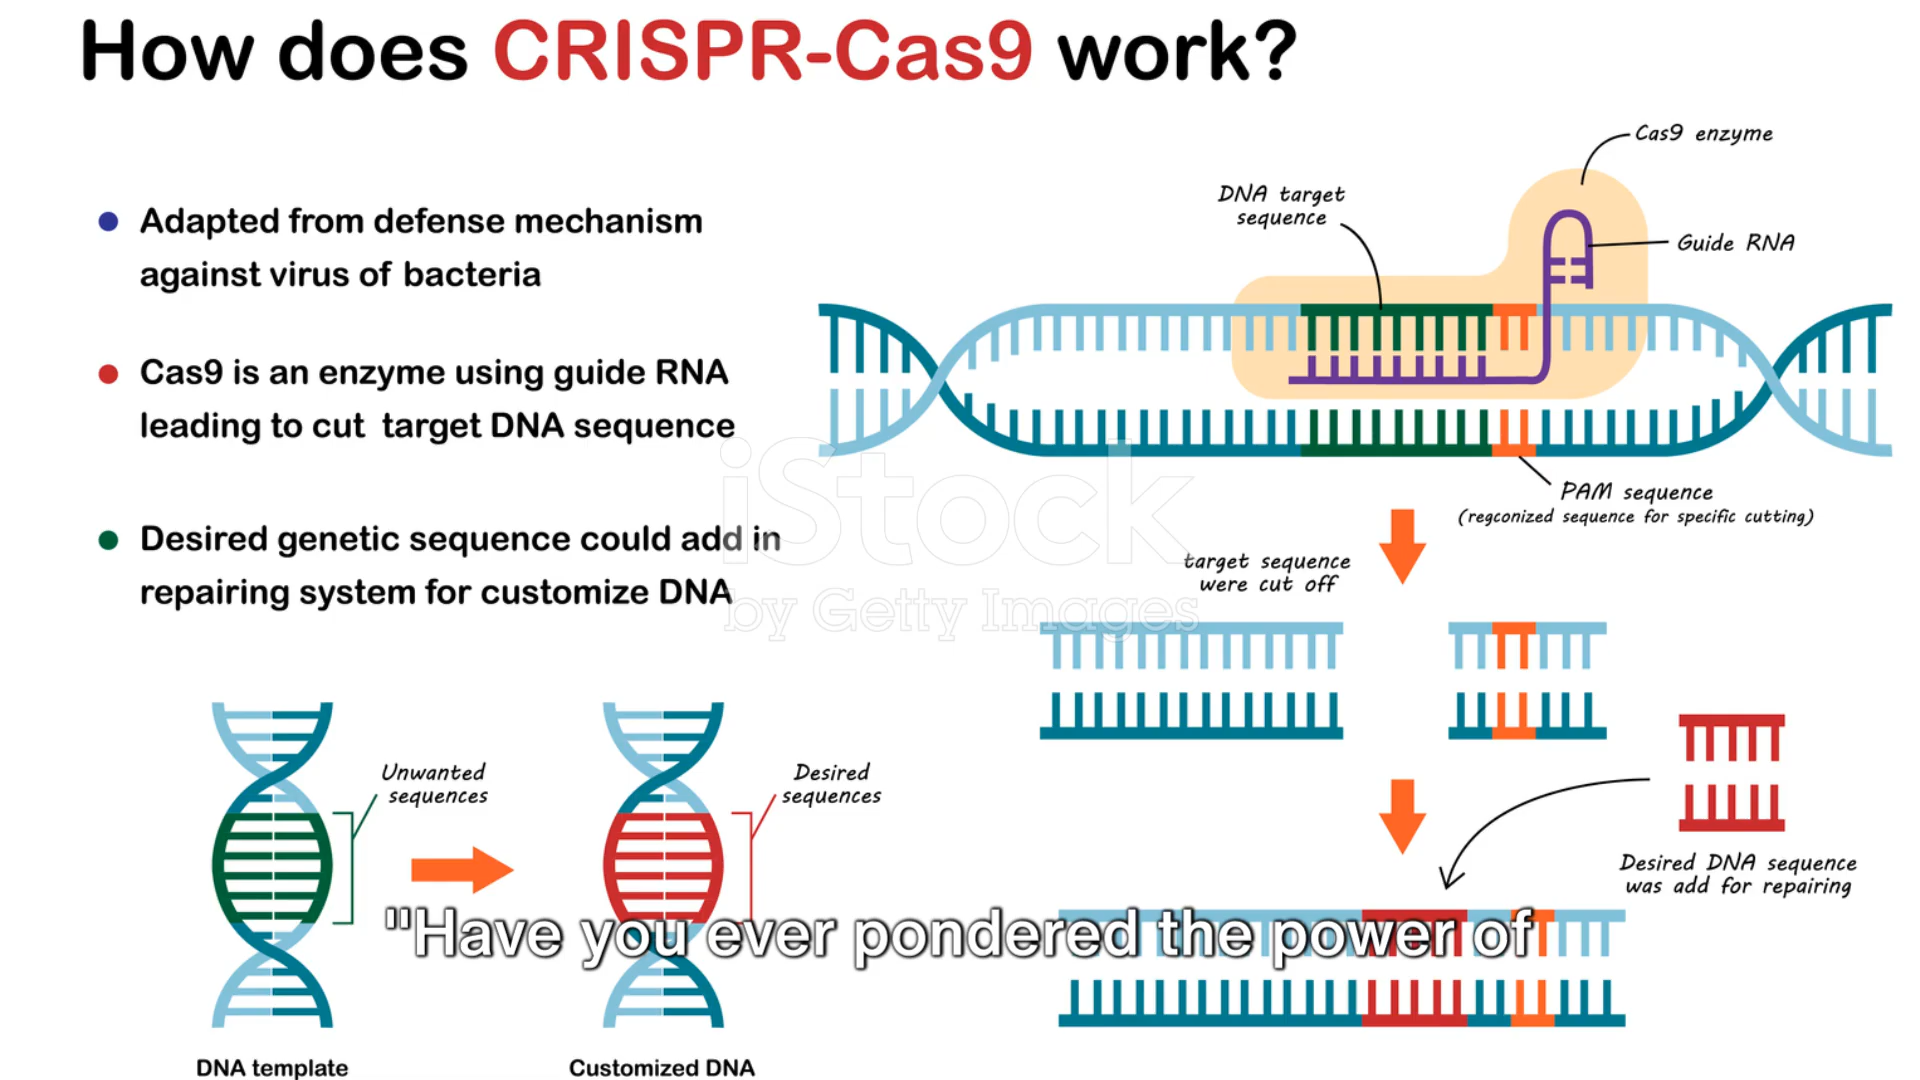 How does CRISPR-Cas9 work?
Adapted from defense mechanism
against virus of bacteria
Cas9 is an enzyme using guide RNA
leading to cut target DNA sequence
Desired genetic sequence could add in
repairing system for customize DNA
Cas9 enzyme
DNA target
sequence
Guide RNA
PAM sequence
(regconized sequence for specific cutting)
target sequence
were cut off
iStock
by Getty Images
Unwanted
sequences
Desired
sequences
Desired DNA sequence
was add for repairing
"Have you ever pondered the power of
DNA template
Customized DNA